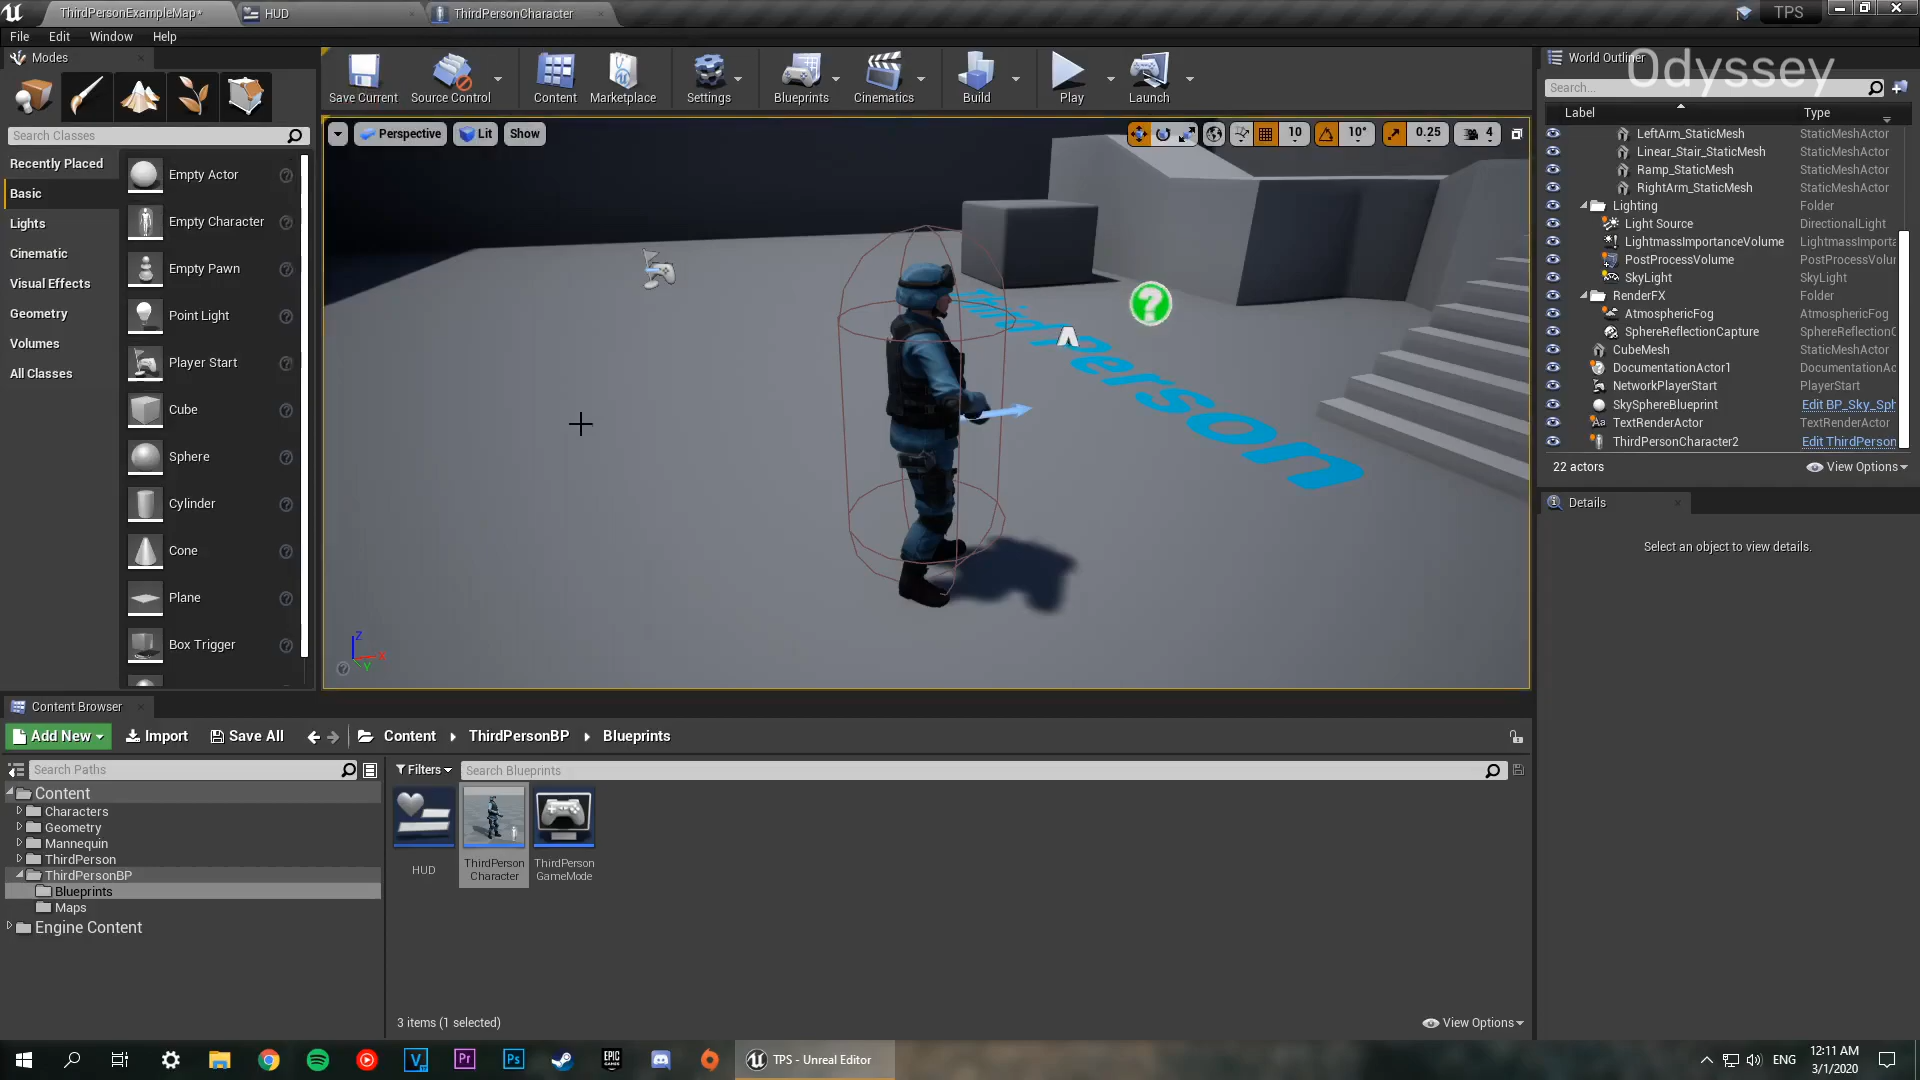 ThirdPersonExampleMap*
HUD
ThirdPersonCharacter
TPS
File Edit Window Help
Modes
Search Classes
Recently Placed
Basic
Lights
Cinematic
Visual Effects
Geometry
Volumes
All Classes
Empty Actor
Empty Character
Empty Pawn
Point Light
Player Start
Cube
Sphere
Cylinder
Cone
Plane
Box Trigger
Save Current
Source Control
Content
Marketplace
Settings
Blueprints
Cinematics
Build
Play
Launch
Perspective
Lit
Show
10
10°
0.25
4
Third Person
Z
X
Y
World Outliner
Odyssey
Search...
Label Type
LeftArm_StaticMesh StaticMeshActor
Linear_Stair_StaticMesh StaticMeshActor
Ramp_StaticMesh StaticMeshActor
RightArm_StaticMesh StaticMeshActor
Lighting Folder
Light Source DirectionalLight
LightmassImportanceVolume LightmassImporta
PostProcessVolume PostProcessVolur
SkyLight SkyLight
RenderFX Folder
AtmosphericFog AtmosphericFog
SphereReflectionCapture SphereReflectionC
CubeMesh StaticMeshActor
DocumentationActor1 DocumentationAc
NetworkPlayerStart PlayerStart
SkySphereBlueprint Edit BP_Sky_Sph
TextRenderActor TextRenderActor
ThirdPersonCharacter2 Edit ThirdPerson
22 actors
View Options
Details
Select an object to view details.
Content Browser
Add New
Import
Save All
Content
ThirdPersonBP
Blueprints
Search Paths
Filters
Search Blueprints
Content
Characters
Geometry
Mannequin
ThirdPerson
ThirdPersonBP
Blueprints
Maps
Engine Content
HUD
ThirdPerson
Character
ThirdPerson
GameMode
3 items (1 selected)
View Options
TPS - Unreal Editor
ENG
12:11 AM
3/1/2020